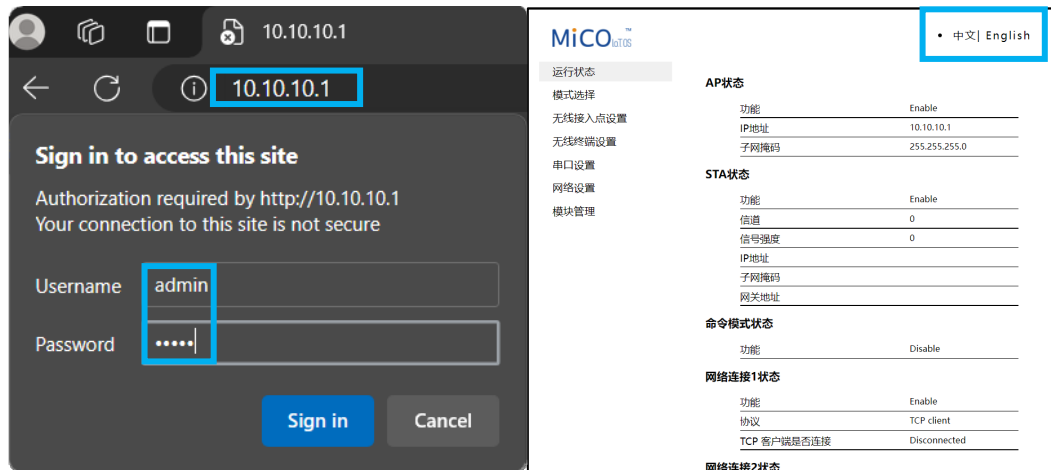 10.10.10.1
10.10.10.1
Sign in to access this site
Authorization required by http://10.10.10.1
Your connection to this site is not secure
Username admin
Password •••••
Sign in Cancel
MiCO IoTOS™
• 中文| English
运行状态
模式选择
无线接入点设置
无线终端设置
串口设置
网络设置
模块管理
AP状态
功能 Enable
IP地址 10.10.10.1
子网掩码 255.255.255.0
STA状态
功能 Enable
信道 0
信号强度 0
IP地址
子网掩码
网关地址
命令模式状态
功能 Disable
网络连接1状态
功能 Enable
协议 TCP client
TCP 客户端是否连接 Disconnected
网络连接2状态